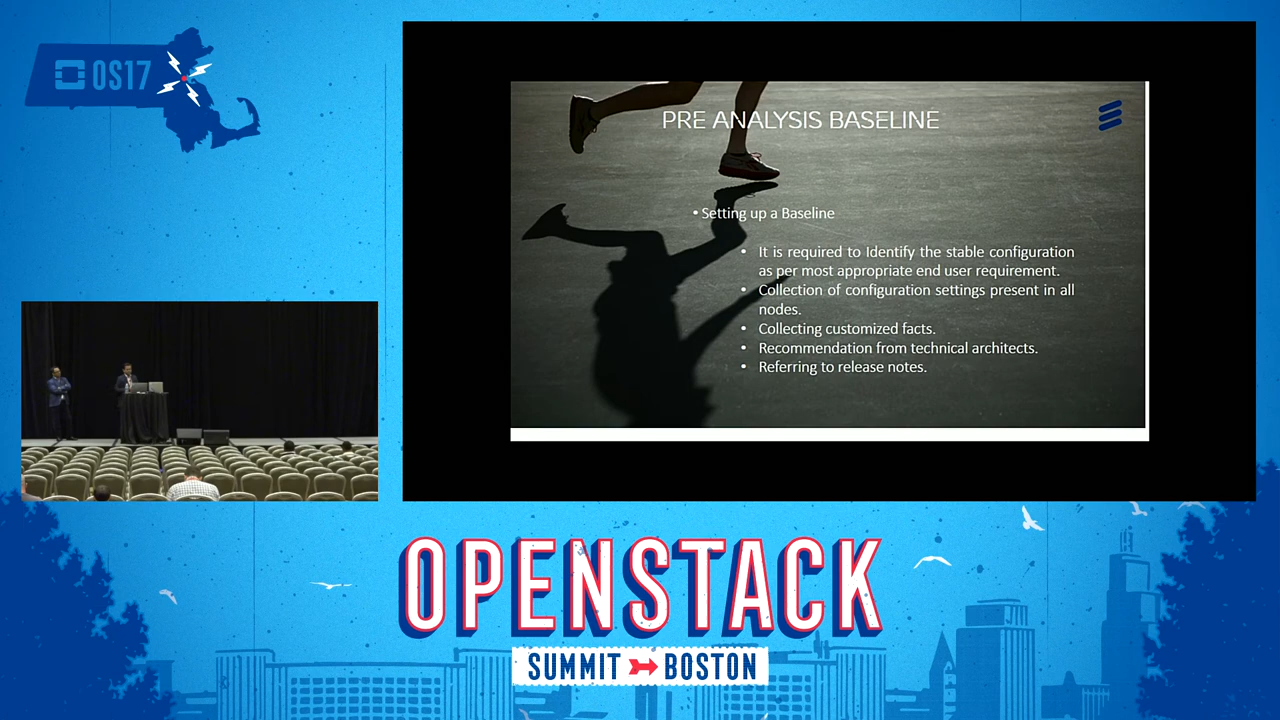 OS17
PRE ANALYSIS BASELINE
• Setting up a Baseline
• It is required to Identify the stable configuration
as per most appropriate end user requirement.
• Collection of configuration settings present in all
nodes.
• Collecting customized facts.
• Recommendation from technical architects.
• Referring to release notes.
OPENSTACK
SUMMIT BOSTON